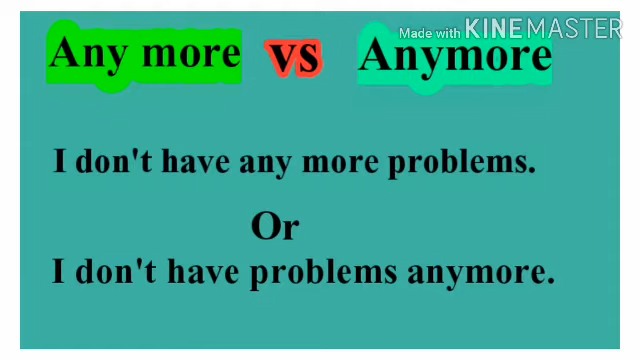 Made with KINEMASTER
Any more vs Anymore
I don't have any more problems.
Or
I don't have problems anymore.